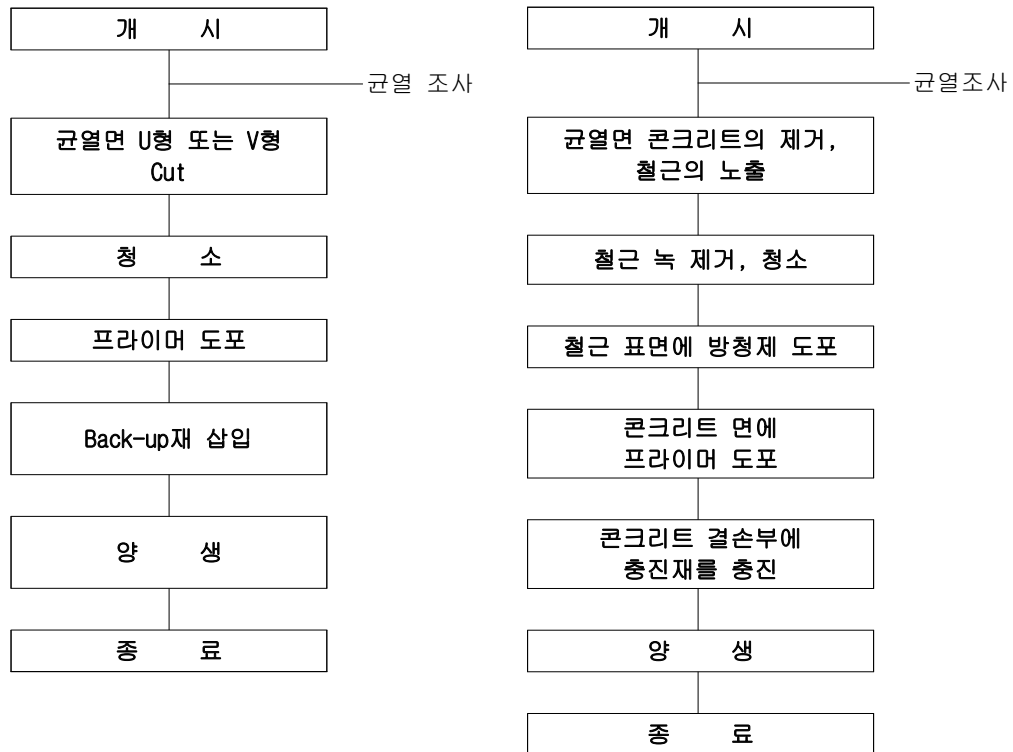 개 시
균열 조사
균열면 U형 또는 V형
Cut
청 소
프라이머 도포
Back-up재 삽입
양 생
종 료
개 시
균열조사
균열면 콘크리트의 제거,
철근의 노출
철근 녹 제거, 청소
철근 표면에 방청제 도포
콘크리트 면에
프라이머 도포
콘크리트 결손부에
충진재를 충진
양 생
종 료